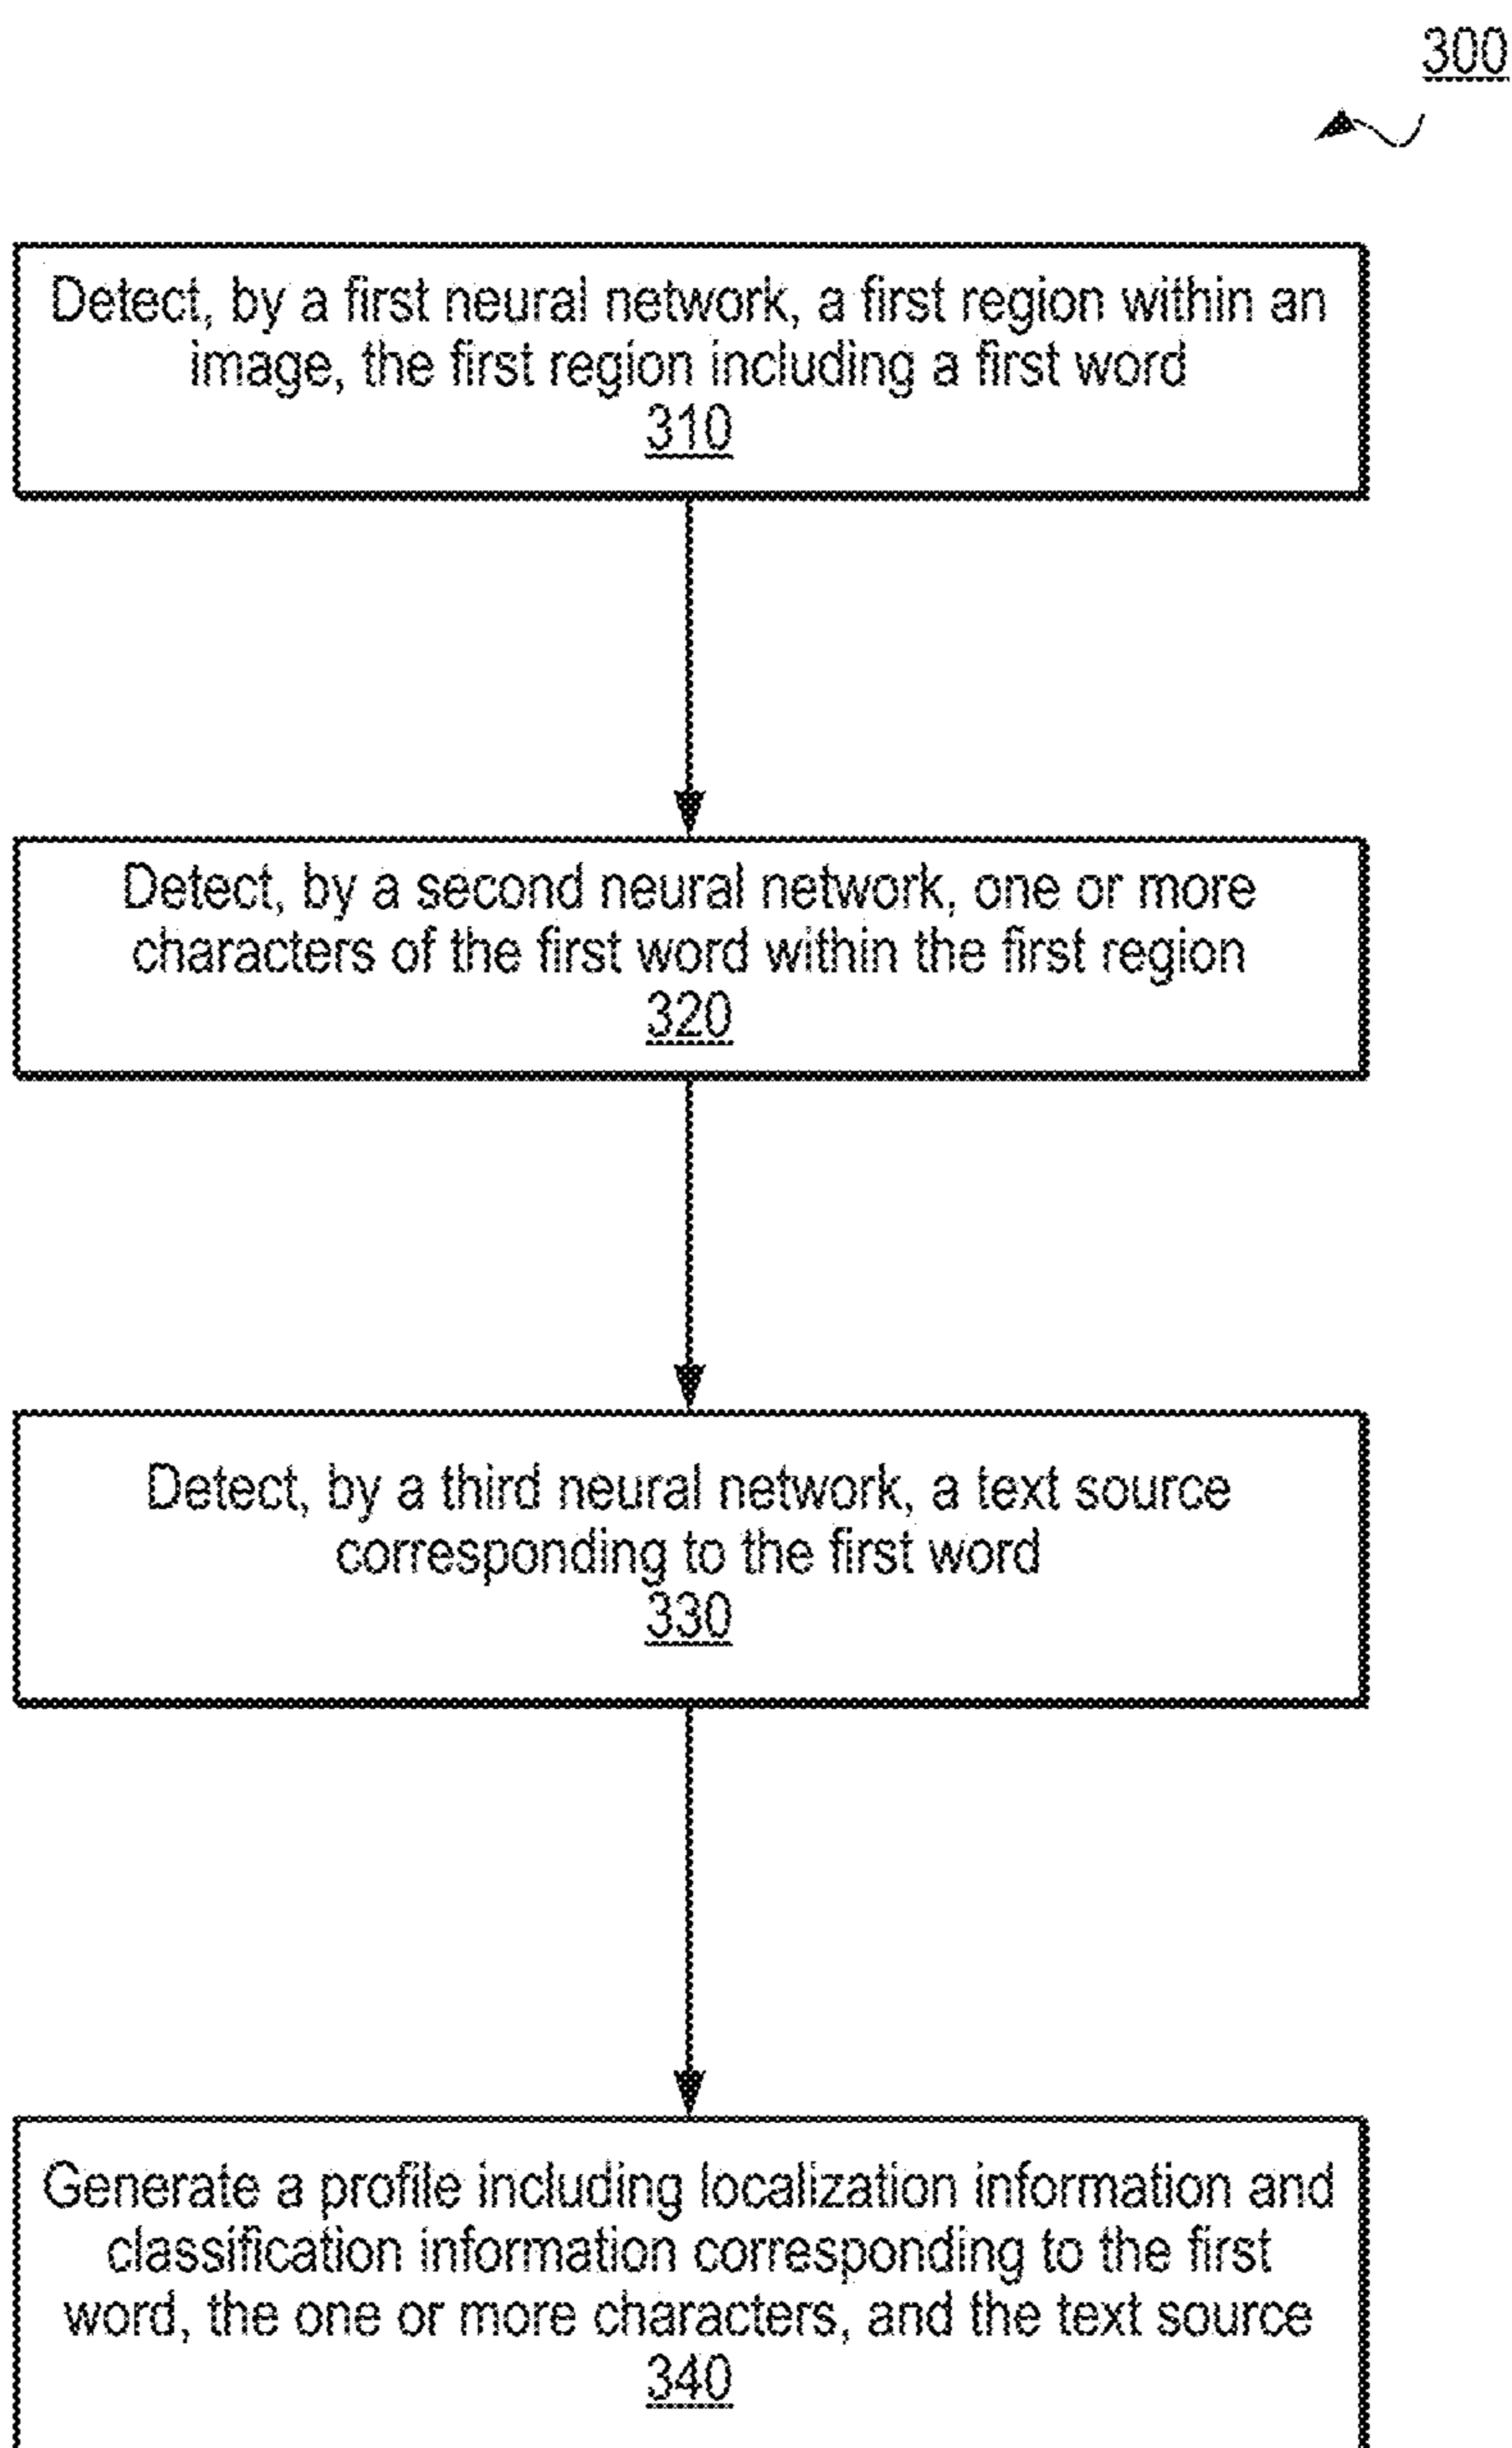 300
Detect, by a first neural network, a first region within an
image, the first region including a first word
310
Detect, by a second neural network, one or more
characters of the first word within the first region
320
Detect, by a third neural network, a text source
corresponding to the first word
330
Generate a profile including localization information and
classification information corresponding to the first
word, the one or more characters, and the text source
340